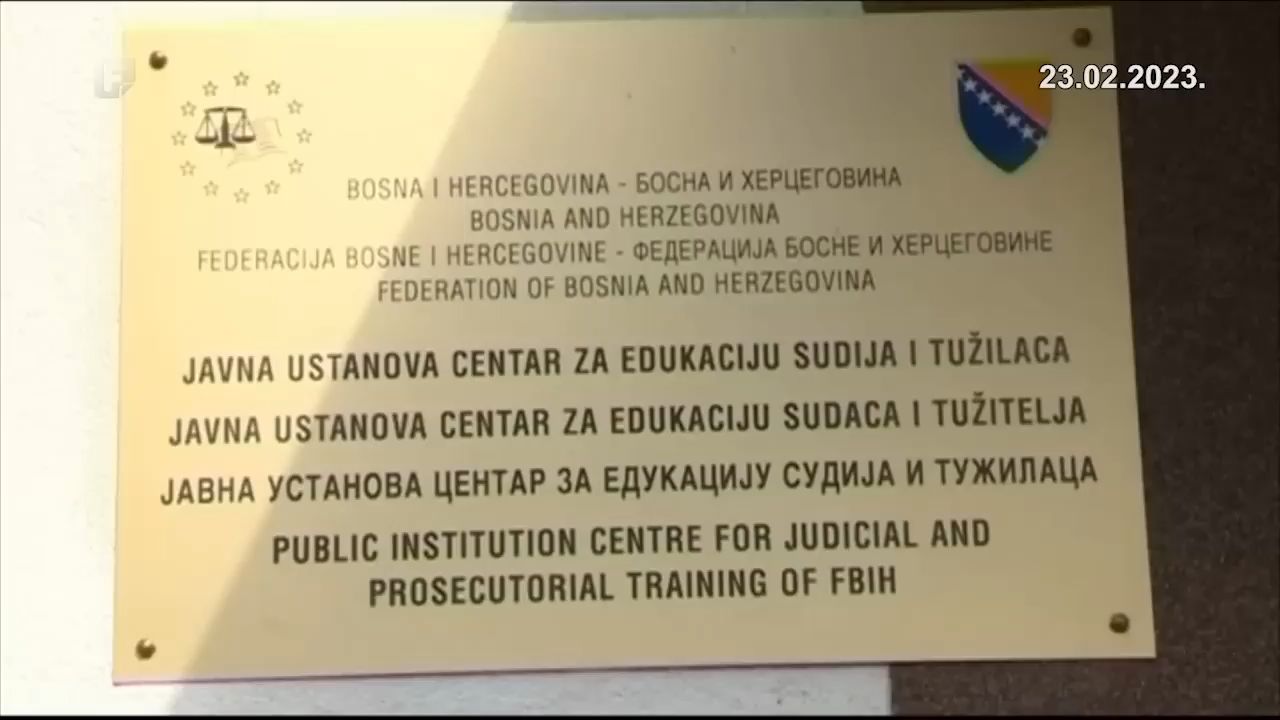 23.02.2023.
BOSNA I HERCEGOVINA - БОСНА И ХЕРЦЕГОВИНА
BOSNIA AND HERZEGOVINA
FEDERACIJA BOSNE I HERCEGOVINE - ФЕДЕРАЦИЈА БОСНЕ И ХЕРЦЕГОВИНЕ
FEDERATION OF BOSNIA AND HERZEGOVINA
JAVNA USTANOVA CENTAR ZA EDUKACIJU SUDIJA I TUŽILACA
JAVNA USTANOVA CENTAR ZA EDUKACIJU SUDACA I TUŽITELJA
ЈАВНА УСТАНОВА ЦЕНТАР ЗА ЕДУКАЦИЈУ СУДИЈА И ТУЖИЛАЦА
PUBLIC INSTITUTION CENTRE FOR JUDICIAL AND
PROSECUTORIAL TRAINING OF FBIH